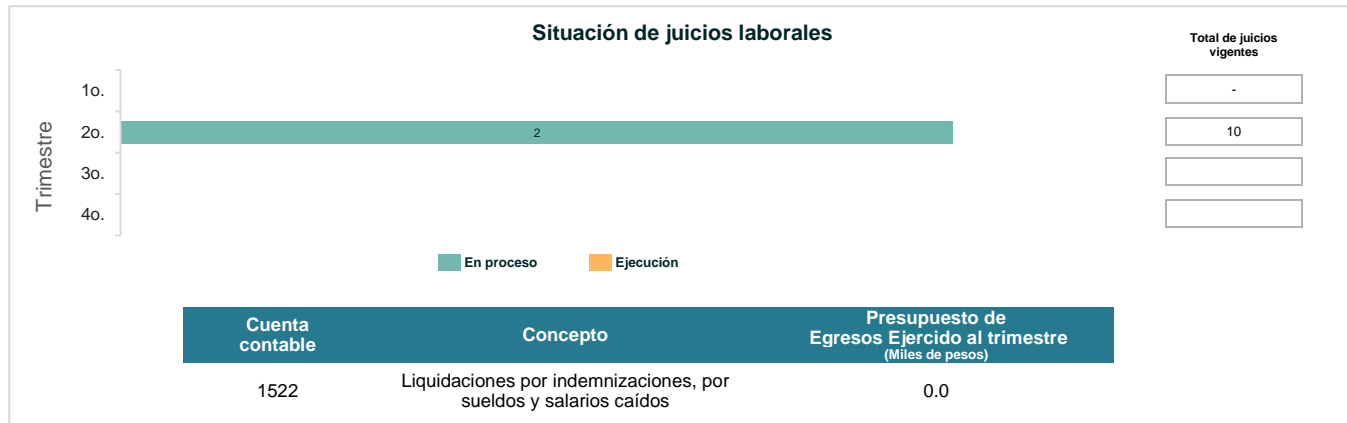 Situación de juicios laborales
Total de juicios
vigentes
Trimestre
1o.
-
2o.
2
10
3o.
4o.
En proceso
Ejecución
Cuenta
contable
Concepto
Presupuesto de
Egresos Ejercido al trimestre
(Miles de pesos)
1522
Liquidaciones por indemnizaciones, por
sueldos y salarios caídos
0.0